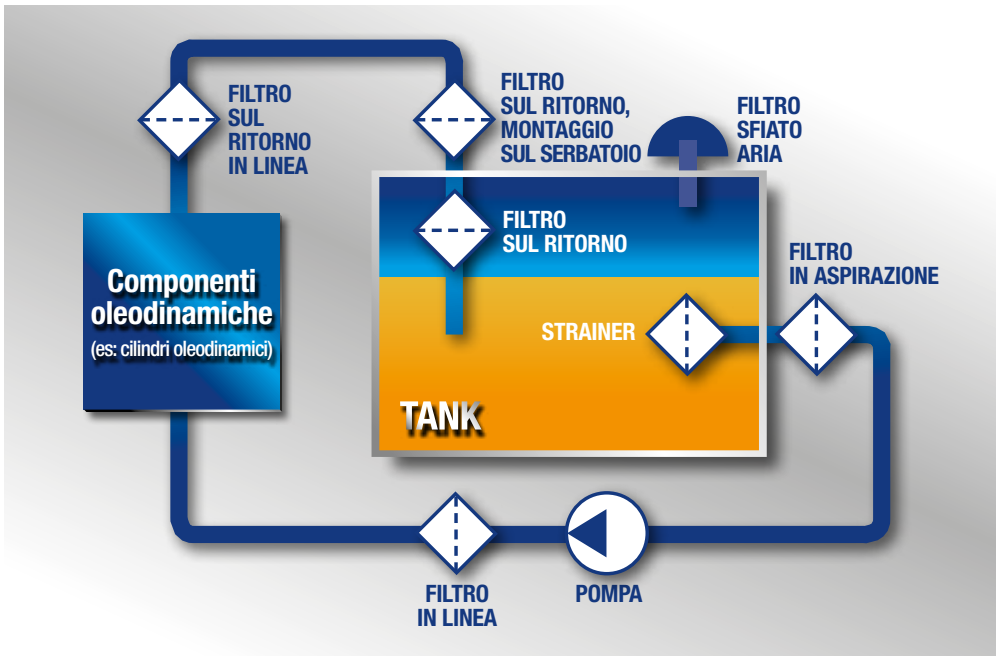 FILTRO
SUL
RITORNO
IN LINEA
FILTRO
SUL RITORNO,
MONTAGGIO
SUL SERBATOIO
FILTRO
SFIATO
ARIA
FILTRO
SUL RITORNO
FILTRO
IN ASPIRAZIONE
Componenti
oleodinamiche
(es: cilindri oleodinamici)
STRAINER
TANK
FILTRO
IN LINEA
POMPA